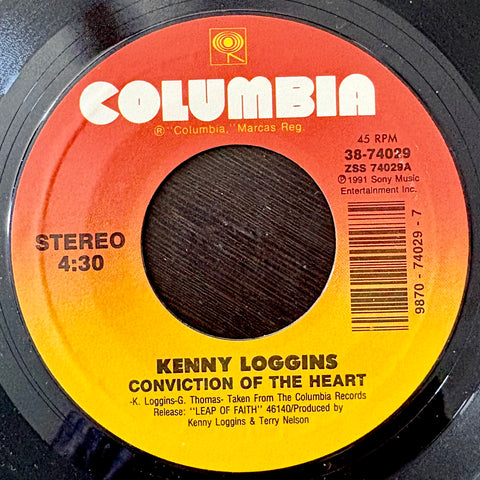 COLUMBIA
® "Columbia," Marcas Reg.
45 RPM
38-74029
ZSS 74029A
℗ 1991 Sony Music
Entertainment Inc.
STEREO
4:30
9870 - 74029 - 7
KENNY LOGGINS
CONVICTION OF THE HEART
-K. Loggins-G. Thomas- Taken From The Columbia Records
Release: "LEAP OF FAITH" 46140/Produced by
Kenny Loggins & Terry Nelson